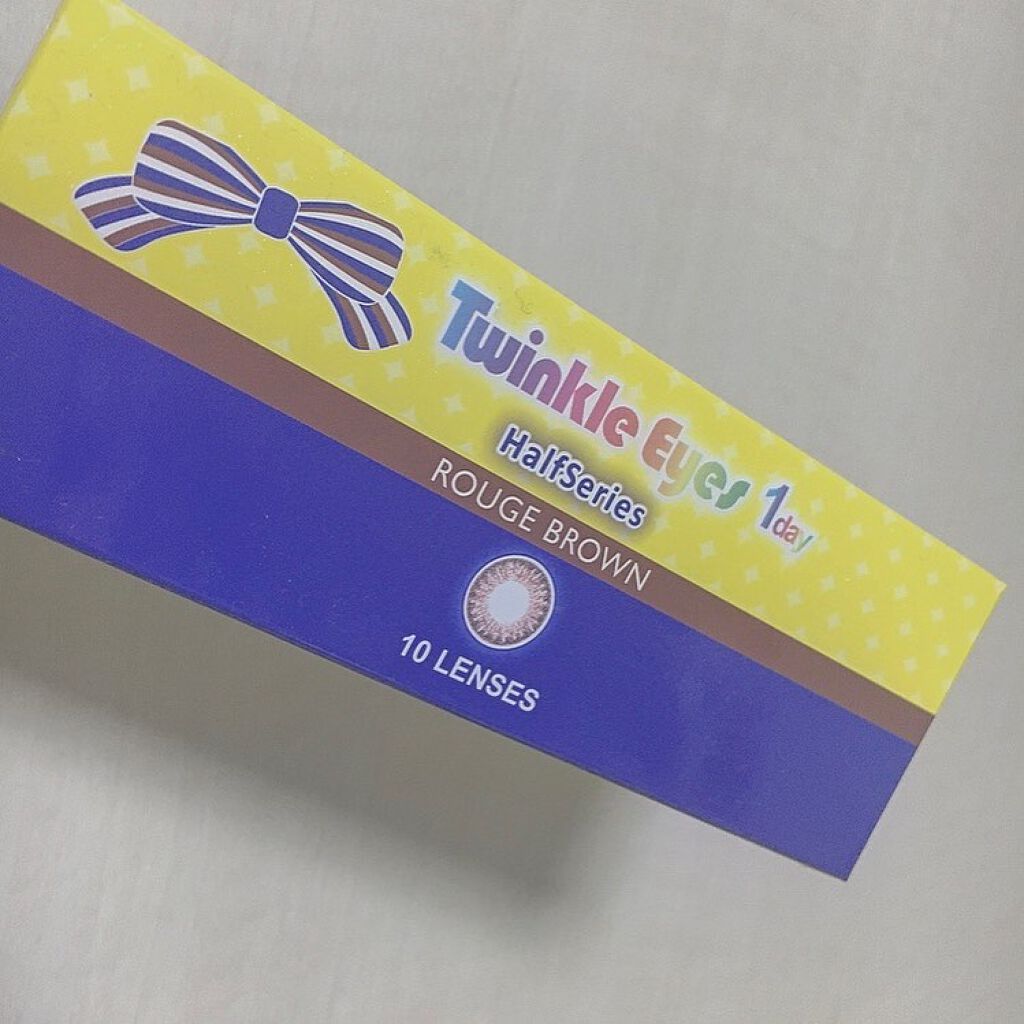 Twinkle Eyes 1day
HalfSeries
ROUGE BROWN
10 LENSES